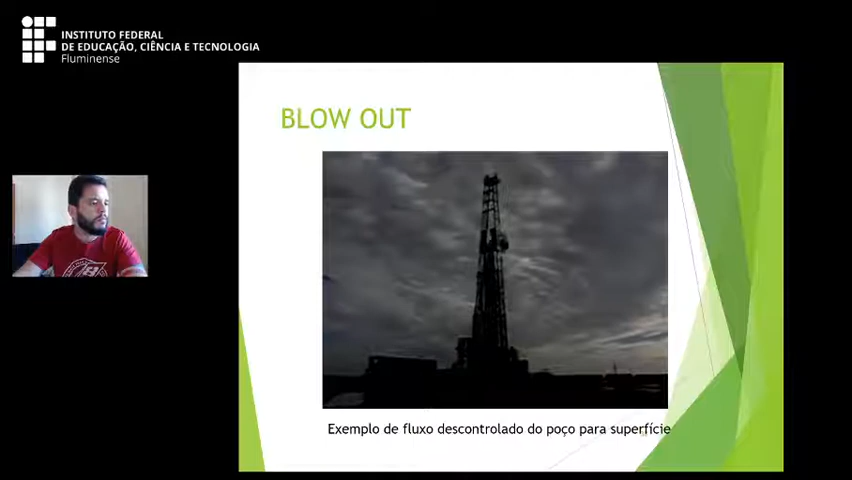 INSTITUTO FEDERAL
DE EDUCAÇÃO, CIÊNCIA E TECNOLOGIA
Fluminense
BLOW OUT
Exemplo de fluxo descontrolado do poço para superfície